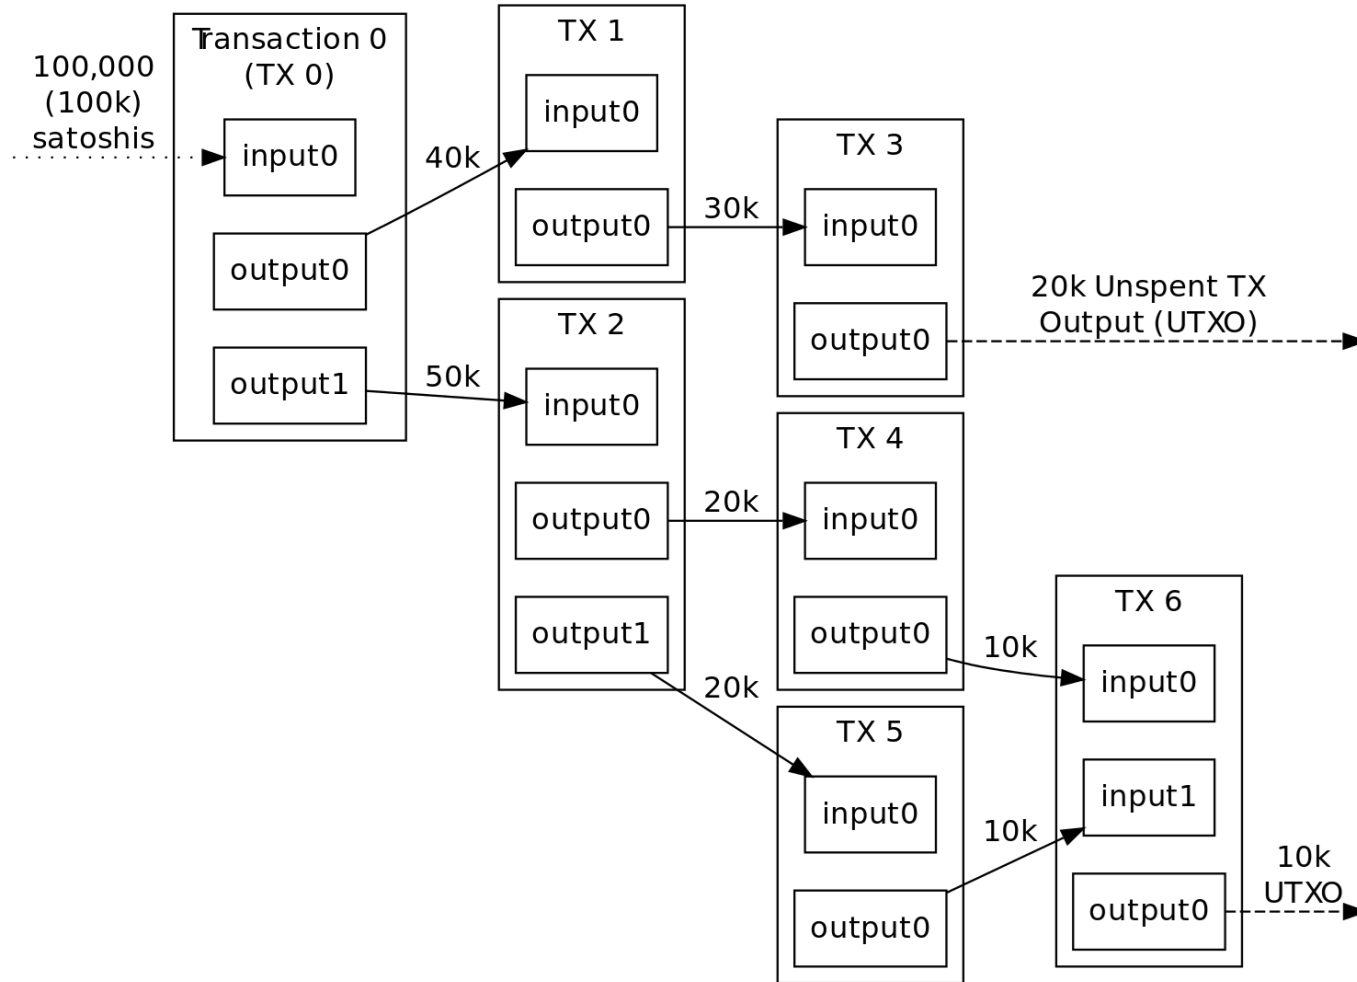 100,000
(100k)
satoshis
Transaction 0
(TX 0)
input0
output0
output1
40k
50k
TX 1
input0
output0
30k
TX 2
input0
output0
output1
20k
20k
TX 3
input0
output0
20k Unspent TX
Output (UTXO)
TX 4
input0
output0
10k
TX 5
input0
output0
10k
TX 6
input0
input1
output0
10k
UTXO